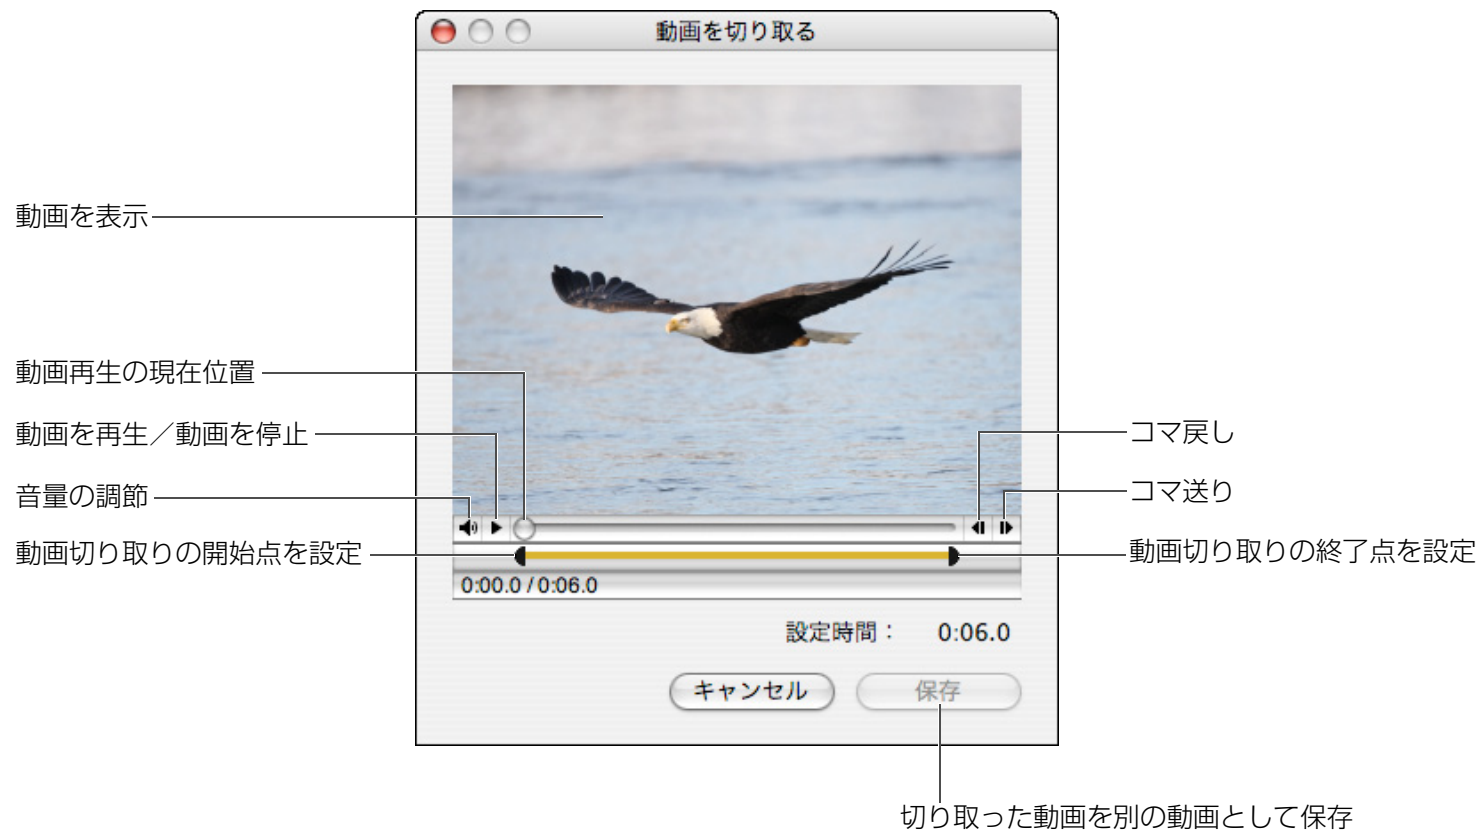 動画を切り取る
動画を表示
動画再生の現在位置
動画を再生／動画を停止
音量の調節
動画切り取りの開始点を設定
コマ戻し
コマ送り
動画切り取りの終了点を設定
0:00.0 / 0:06.0
設定時間： 0:06.0
キャンセル 保存
切り取った動画を別の動画として保存